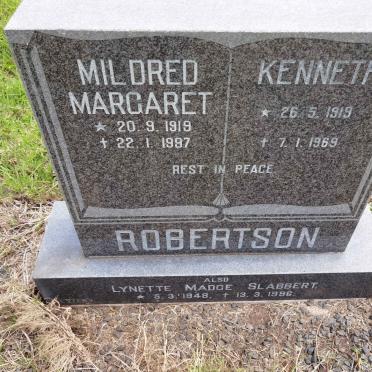 MILDRED
MARGARET
★ 20. 9. 1919
✝ 22. 1. 1997
KENNETH
★ 26. 5. 1919
✝ 7. 1. 1969
REST IN PEACE
ROBERTSON
ALSO
LYNETTE MADGE SLABBERT
★ 5. 3. 1948. ✝ 13. 3. 1996.